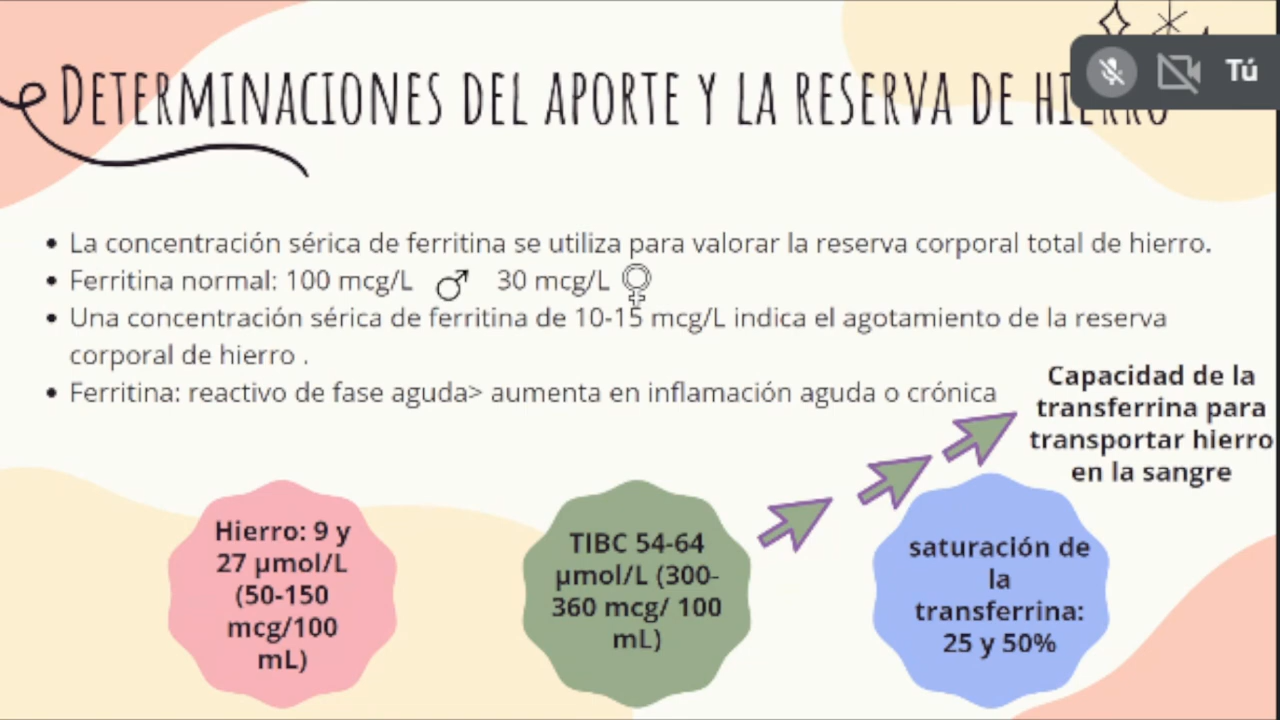 Tú
DETERMINACIONES DEL APORTE Y LA RESERVA DE HIERRO
• La concentración sérica de ferritina se utiliza para valorar la reserva corporal total de hierro.
• Ferritina normal: 100 mcg/L ♂ 30 mcg/L ♀
• Una concentración sérica de ferritina de 10-15 mcg/L indica el agotamiento de la reserva
corporal de hierro .
• Ferritina: reactivo de fase aguda> aumenta en inflamación aguda o crónica
Capacidad de la
transferrina para
transportar hierro
en la sangre
Hierro: 9 y
27 µmol/L
(50-150
mcg/100
mL)
TIBC 54-64
µmol/L (300-
360 mcg/ 100
mL)
saturación de
la
transferrina:
25 y 50%